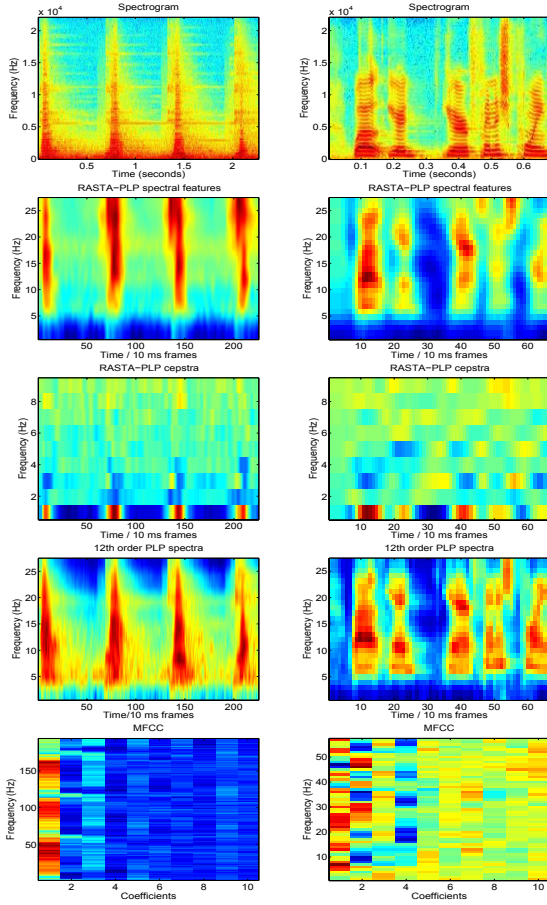 Spectrogram
x 10^4
2
1.5
1
0.5
0
Frequency (Hz)
0.5 1 1.5 2
Time (seconds)
Spectrogram
x 10^4
2
1.5
1
0.5
0
Frequency (Hz)
0.1 0.2 0.3 0.4 0.5 0.6
Time (seconds)
RASTA−PLP spectral features
25
20
15
10
5
Frequency (Hz)
50 100 150 200
Time / 10 ms frames
RASTA−PLP spectral features
25
20
15
10
5
Frequency (Hz)
10 20 30 40 50 60
Time / 10 ms frames
RASTA−PLP cepstra
8
6
4
2
Frequency (Hz)
50 100 150 200
Time / 10 ms frames
RASTA−PLP cepstra
8
6
4
2
Frequency (Hz)
10 20 30 40 50 60
Time / 10 ms frames
12th order PLP spectra
25
20
15
10
5
Frequency (Hz)
50 100 150 200
Time/10 ms frames
12th order PLP spectra
25
20
15
10
5
Frequency (Hz)
10 20 30 40 50 60
Time / 10 ms frames
MFCC
150
100
50
Frequency (Hz)
2 4 6 8 10
Coefficients
MFCC
50
40
30
20
10
Frequency (Hz)
2 4 6 8 10
Coefficients